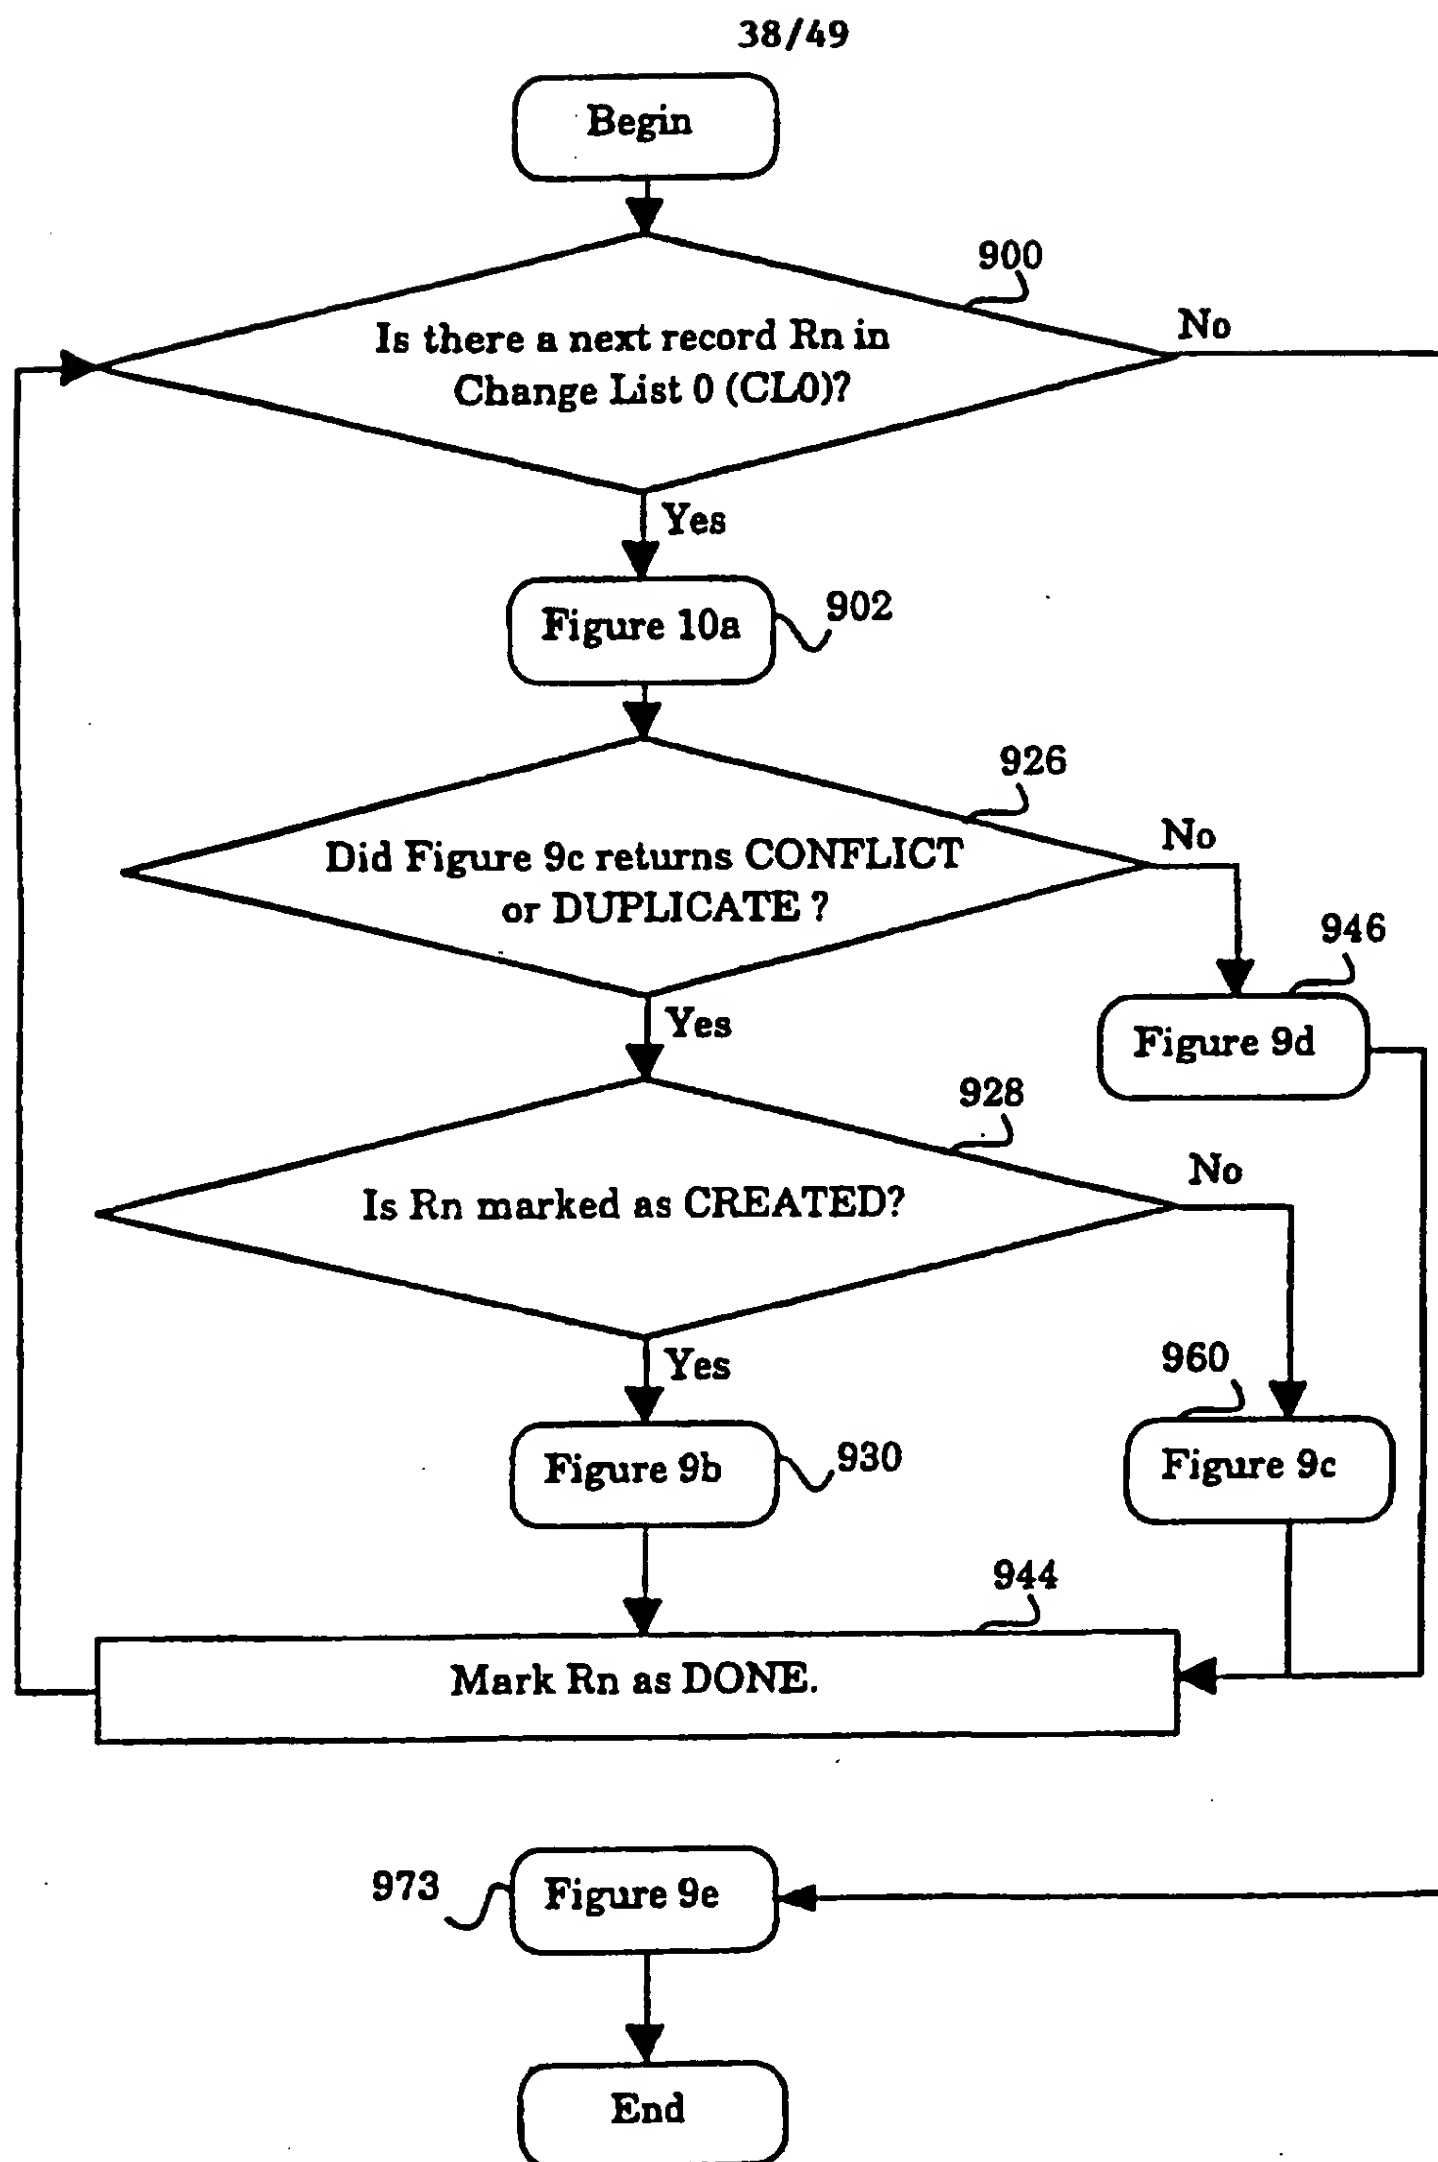 38/49
Begin
900
Is there a next record Rn in
Change List 0 (CL0)?
No
Yes
Figure 10a
902
926
Did Figure 9c returns CONFLICT
or DUPLICATE ?
No
946
Yes
Figure 9d
928
Is Rn marked as CREATED?
No
Yes
960
Figure 9b
930
Figure 9c
944
Mark Rn as DONE.
973
Figure 9e
End